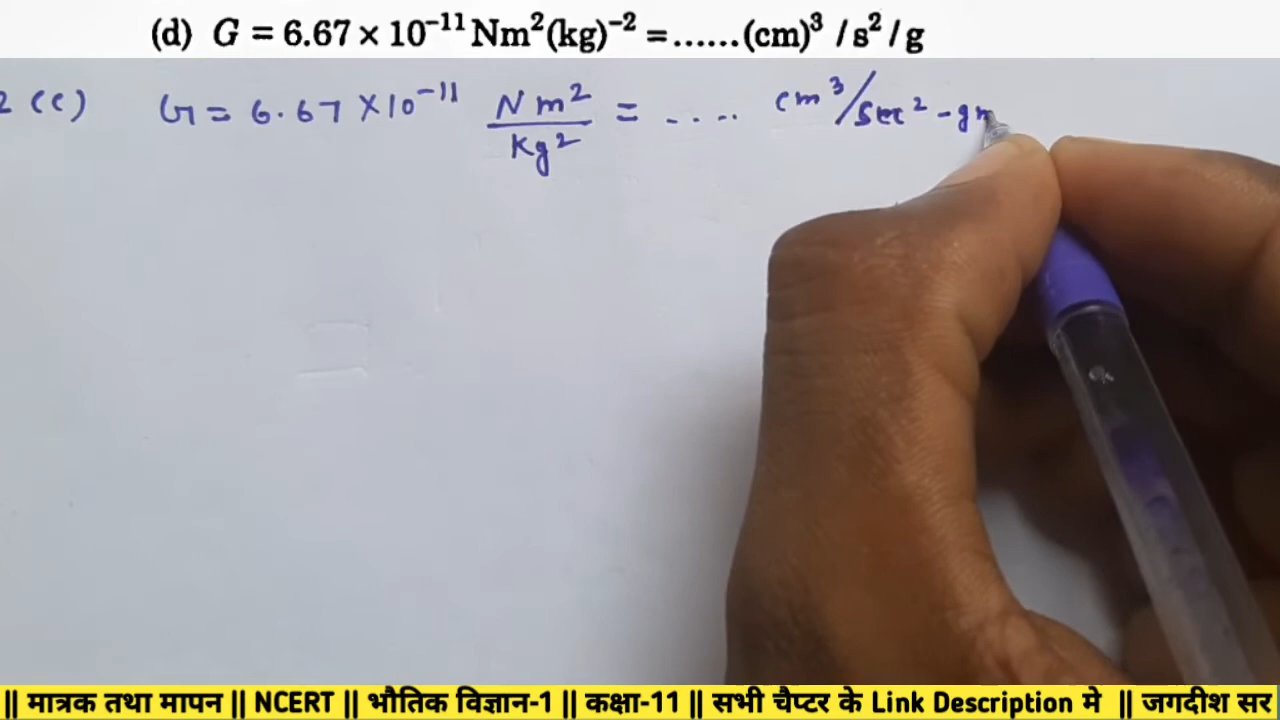 (d) G = 6.67 × 10⁻¹¹ Nm²(kg)⁻² = ......(cm)³ /s²/g
2 (c) G = 6.67 × 10⁻¹¹ N m²/Kg² = ..... cm³/sec² - gm
|| मात्रक तथा मापन || NCERT || भौतिक विज्ञान-1 || कक्षा-11 || सभी चैप्टर के Link Description मे || जगदीश सर